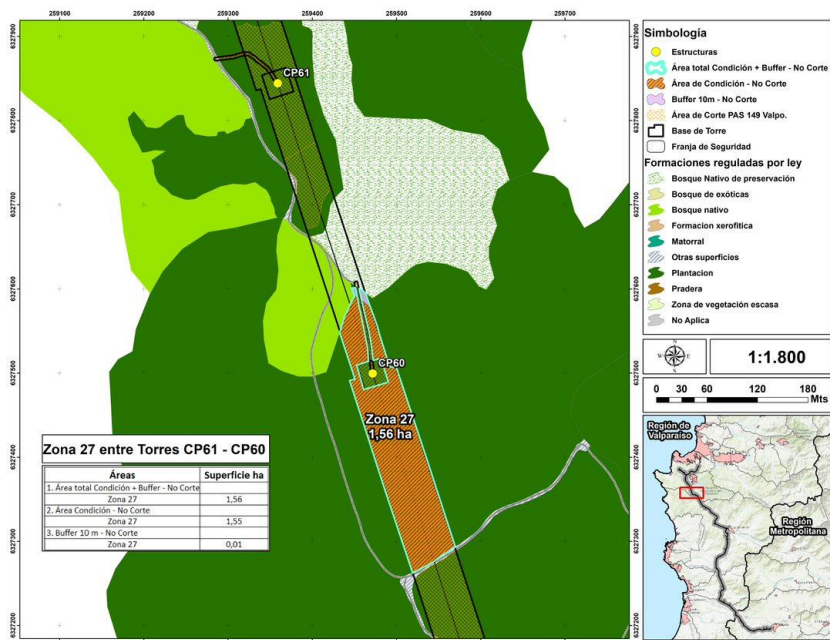 259100
259200
259300
259400
259500
259600
259700
6327900
6327800
6327700
6327600
6327500
6327400
6327300
6327200
CP61
CP60
Zona 27
1,56 ha
Zona 27 entre Torres CP61 - CP60
Áreas Superficie ha
1. Área total Condición + Buffer - No Corte
Zona 27 1,56
2. Área Condición - No Corte
Zona 27 1,55
3. Buffer 10 m - No Corte
Zona 27 0,01
Simbología
Estructuras
Área total Condición + Buffer - No Corte
Área de Condición - No Corte
Buffer 10m - No Corte
Área de Corte PAS 149 Valpo.
Base de Torre
Franja de Seguridad
Formaciones reguladas por ley
Bosque Nativo de preservación
Bosque de exóticas
Bosque nativo
Formacion xerofitica
Matorral
Otras superficies
Plantacion
Pradera
Zona de vegetación escasa
No Aplica
N
W E
S
1:1.800
0 30 60 120 180
Mts
Región de
Valparaíso
Región
Metropolitana